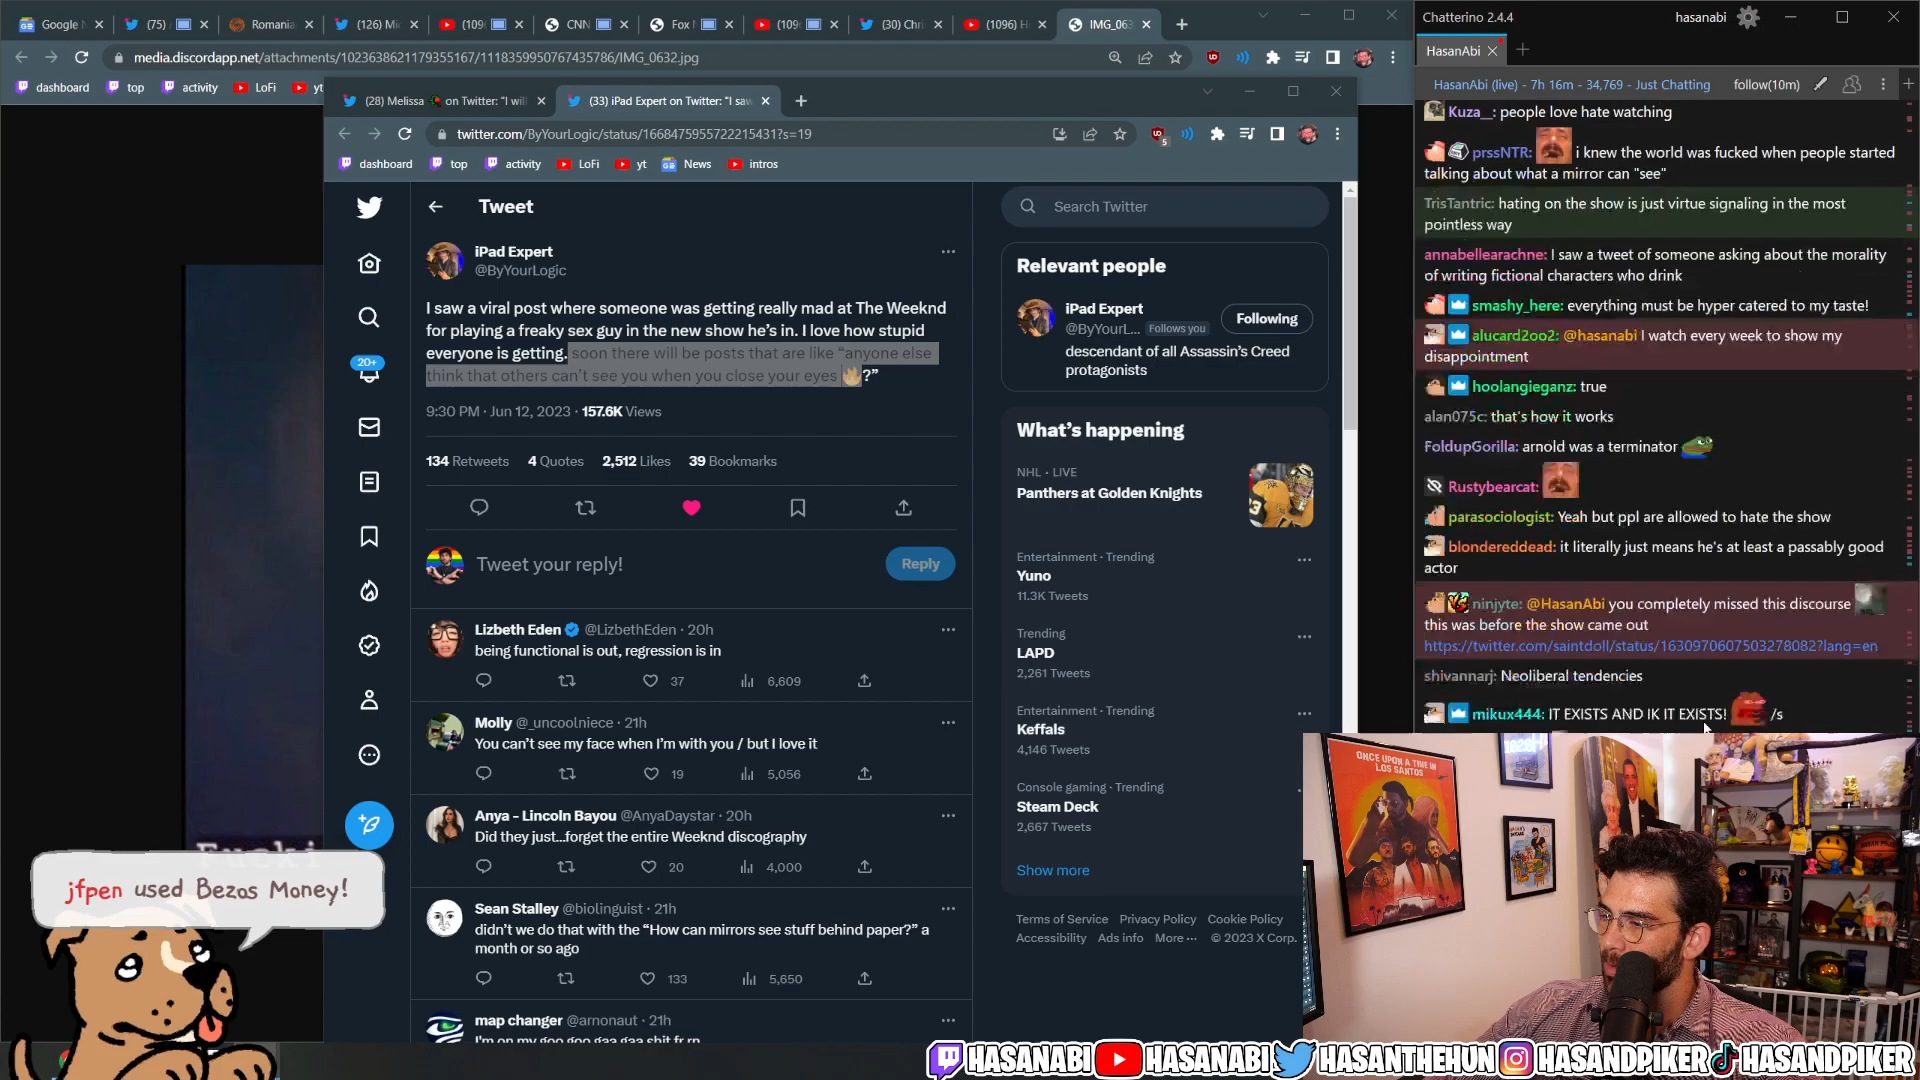 Google N
(75)
Romania
(126) Mi
(109
CNN
Fox
(109
(30) Chr
(1096) H
IMG_063
media.discordapp.net/attachments/1023638621179355167/1118359950767435786/IMG_0632.jpg
dashboard
top
activity
LoFi
yt
(28) Melissa on Twitter: "I will
(33) iPad Expert on Twitter: "I saw
twitter.com/ByYourLogic/status/1668475955722215431?s=19
dashboard
top
activity
LoFi
yt
News
intros
Tweet
iPad Expert
@ByYourLogic
I saw a viral post where someone was getting really mad at The Weeknd
for playing a freaky sex guy in the new show he's in. I love how stupid
everyone is getting. soon there will be posts that are like "anyone else
think that others can't see you when you close your eyes ✋?"
9:30 PM · Jun 12, 2023 · 157.6K Views
134 Retweets 4 Quotes 2,512 Likes 39 Bookmarks
20+
Tweet your reply!
Reply
Lizbeth Eden @LizbethEden · 20h
being functional is out, regression is in
37
6,609
Molly @_uncoolniece · 21h
You can't see my face when I'm with you / but I love it
19
5,056
Anya - Lincoln Bayou @AnyaDaystar · 20h
Did they just...forget the entire Weeknd discography
20
4,000
Sean Stalley @biolinguist · 21h
didn't we do that with the "How can mirrors see stuff behind paper?" a
month or so ago
133
5,650
map changer @arnonaut · 21h
I'm on my goo goo gaa gaa shit fr rn
Search Twitter
Relevant people
iPad Expert
@ByYourL... Follows you
Following
descendant of all Assassin's Creed
protagonists
What's happening
NHL · LIVE
Panthers at Golden Knights
Entertainment · Trending
Yuno
11.3K Tweets
Trending
LAPD
2,261 Tweets
Entertainment · Trending
Keffals
4,146 Tweets
Console gaming · Trending
Steam Deck
2,667 Tweets
Show more
Terms of Service Privacy Policy Cookie Policy
Accessibility Ads info More ··· © 2023 X Corp.
Chatterino 2.4.4
hasanabi
HasanAbi
HasanAbi (live) - 7h 16m - 34,769 - Just Chatting
follow(10m)
Kuza__: people love hate watching
prssNTR: i knew the world was fucked when people started
talking about what a mirror can "see"
TrisTantric: hating on the show is just virtue signaling in the most
pointless way
annabellearachne: I saw a tweet of someone asking about the morality
of writing fictional characters who drink
smashy_here: everything must be hyper catered to my taste!
alucard2oo2: @hasanabi I watch every week to show my
disappointment
hoolangieganz: true
alan075c: that's how it works
FoldupGorilla: arnold was a terminator
Rustybearcat:
parasociologist: Yeah but ppl are allowed to hate the show
blondereddead: it literally just means he's at least a passably good
actor
ninjyte: @HasanAbi you completely missed this discourse
this was before the show came out
https://twitter.com/saintdoll/status/1630970607503278082?lang=en
shivannarj: Neoliberal tendencies
mikux444: IT EXISTS AND IK IT EXISTS! /s
ONCE UPON A TIME IN
LOS SANTOS
Fucki
jfpen used Bezos Money!
HASANABI
HASANABI
HASANTHEHUN
HASANDPIKER
HASANDPIKER